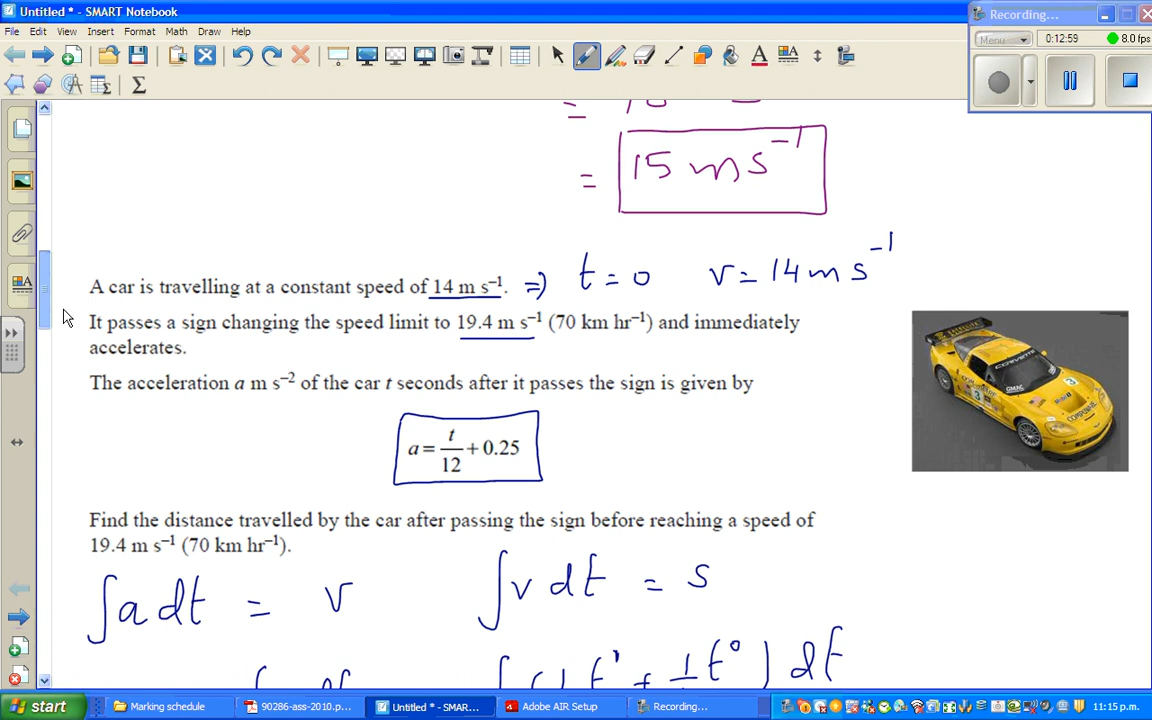 Untitled * - SMART Notebook
File Edit View Insert Format Math Draw Help
Recording...
Menu 0:12:59 8.0 fp
= 15 m s⁻¹
A car is travelling at a constant speed of 14 m s⁻¹. ⇒ t = 0 v = 14 m s⁻¹
It passes a sign changing the speed limit to 19.4 m s⁻¹ (70 km hr⁻¹) and immediately
accelerates.
The acceleration a m s⁻² of the car t seconds after it passes the sign is given by
a = t/12 + 0.25
Find the distance travelled by the car after passing the sign before reaching a speed of
19.4 m s⁻¹ (70 km hr⁻¹).
∫a dt = v ∫v dt = s
start Marking schedule 90286-ass-2010.p... Untitled * - SMAR... Adobe AIR Setup Recording... 11:15 p.m.